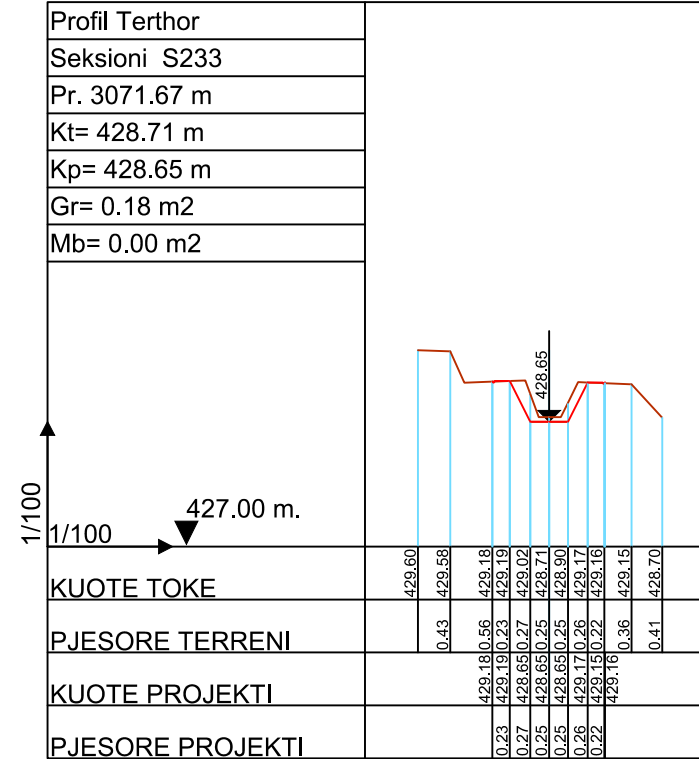 Profil Terthor
Seksioni S233
Pr. 3071.67 m
Kt= 428.71 m
Kp= 428.65 m
Gr= 0.18 m2
Mb= 0.00 m2
428.65
1/100
1/100
427.00 m.
KUOTE TOKE
429.60 429.58 429.18 429.19 429.02 428.71 428.90 429.17 429.16 429.15 428.70
PJESORE TERRENI
0.43 0.56 0.23 0.27 0.25 0.25 0.26 0.22 0.36 0.41
KUOTE PROJEKTI
429.18 429.19 428.65 428.65 428.65 429.17 429.15 429.16
PJESORE PROJEKTI
0.23 0.27 0.25 0.25 0.26 0.22